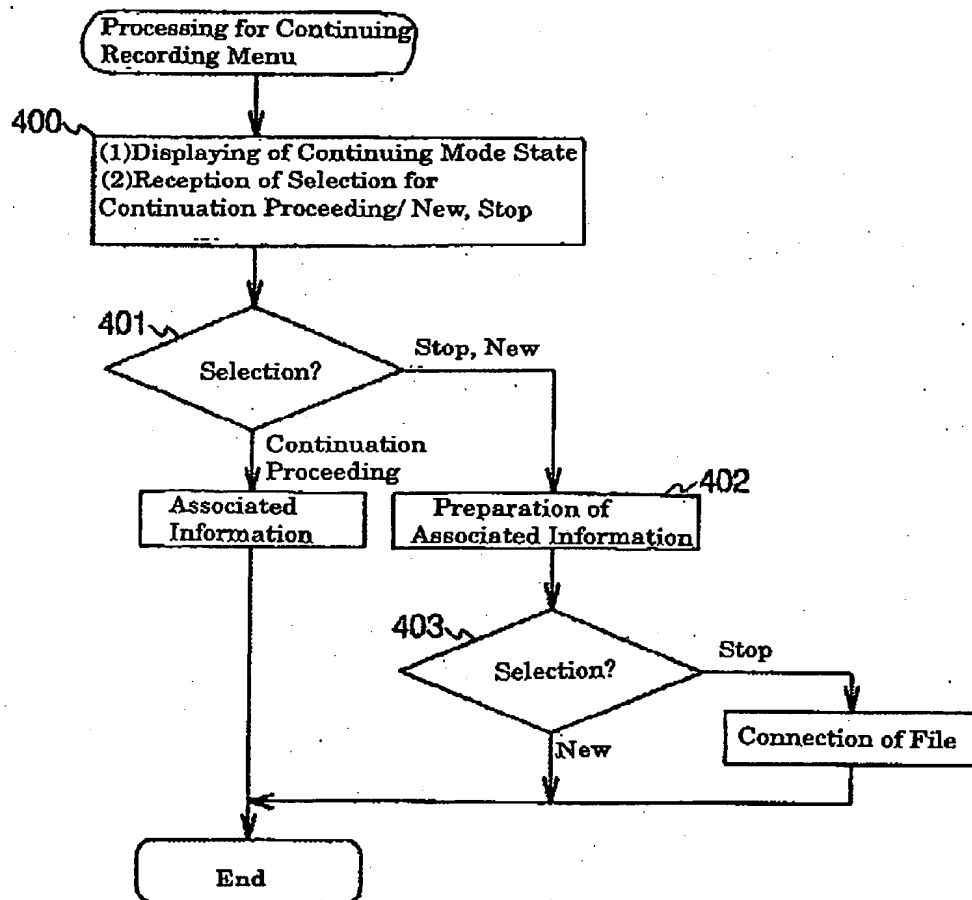 Processing for Continuing
Recording Menu
400
(1)Displaying of Continuing Mode State
(2)Reception of Selection for
Continuation Proceeding/ New, Stop
401
Selection?
Stop, New
Continuation
Proceeding
Associated
Information
402
Preparation of
Associated Information
403
Selection?
Stop
New
Connection of File
End